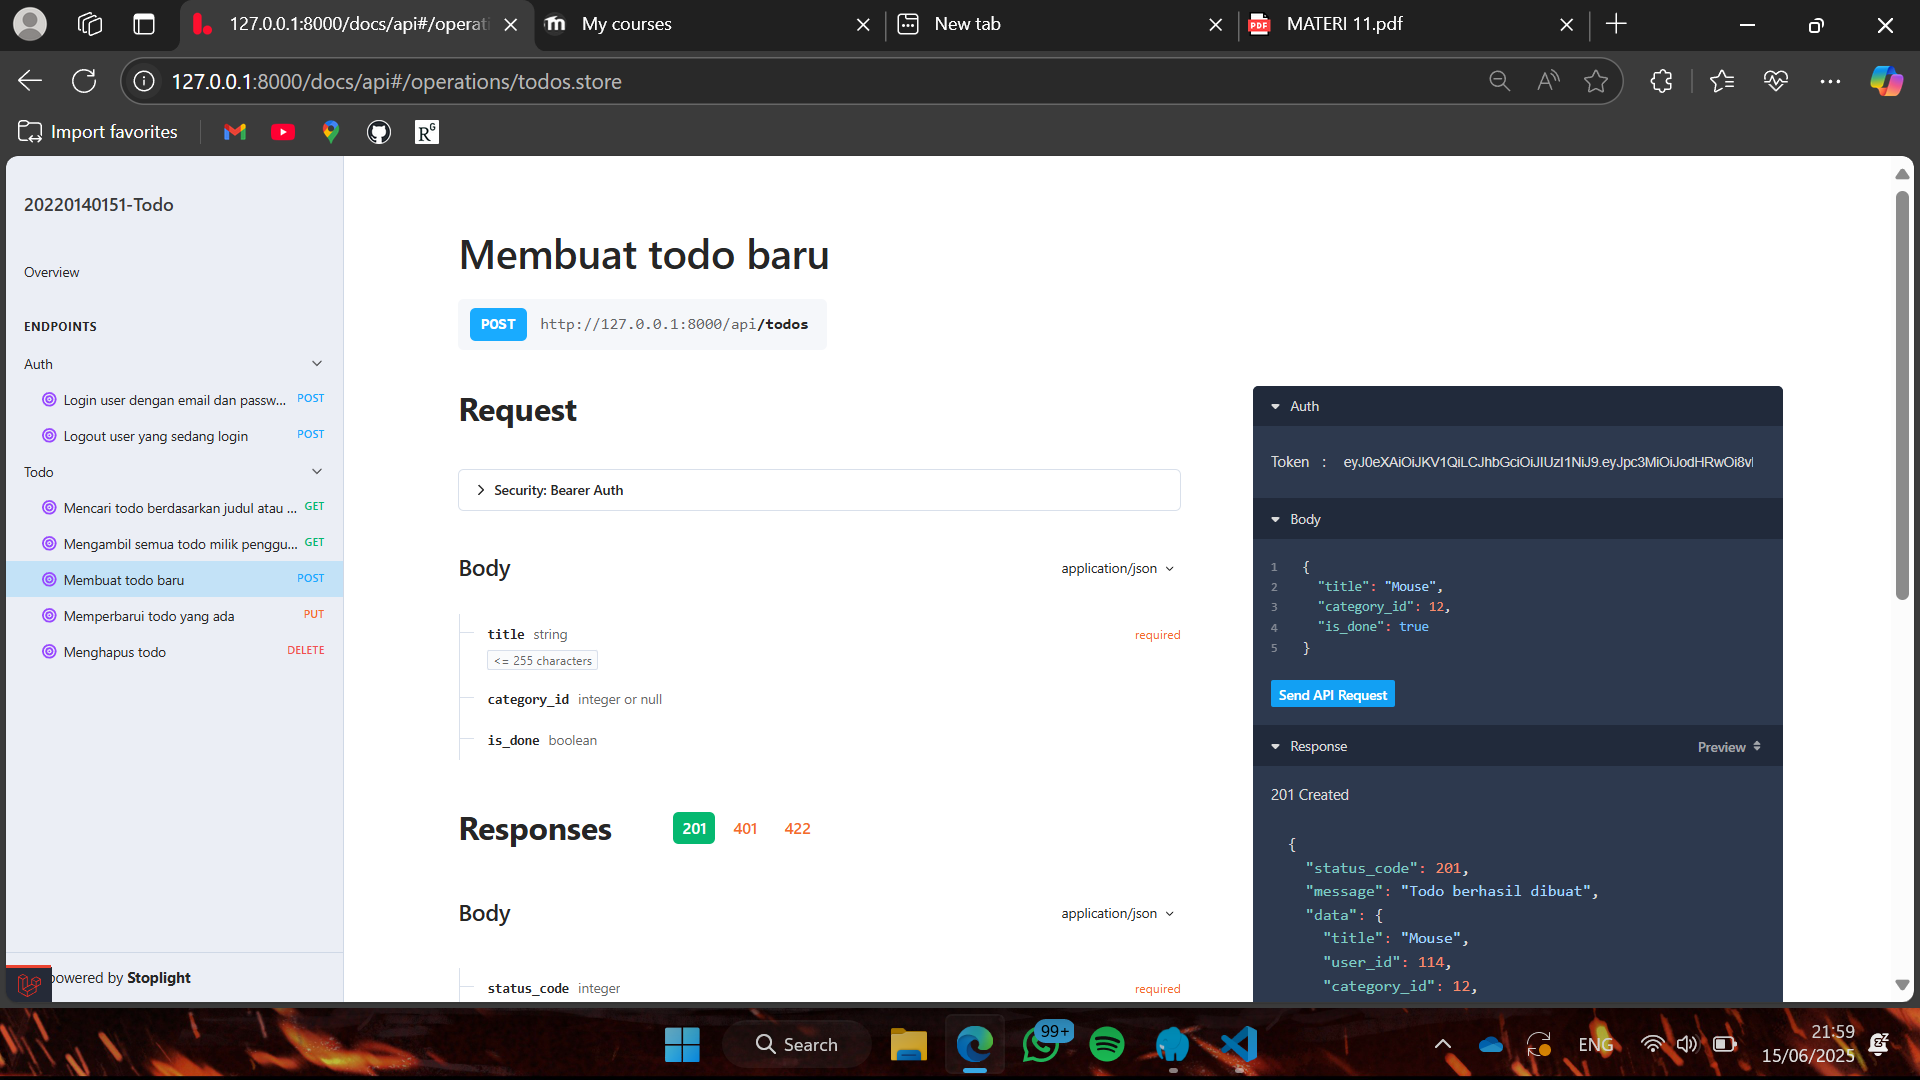 127.0.0.1:8000/docs/api#/operati
My courses
New tab
MATERI 11.pdf
127.0.0.1:8000/docs/api#/operations/todos.store
Import favorites
20220140151-Todo
Overview
ENDPOINTS
Auth
Login user dengan email dan passw... POST
Logout user yang sedang login POST
Todo
Mencari todo berdasarkan judul atau ... GET
Mengambil semua todo milik penggu... GET
Membuat todo baru POST
Memperbarui todo yang ada PUT
Menghapus todo DELETE
powered by Stoplight
Membuat todo baru
POST http://127.0.0.1:8000/api/todos
Request
Security: Bearer Auth
Body application/json
title string required
<= 255 characters
category_id integer or null
is_done boolean
Responses 201 401 422
Body application/json
status_code integer required
Auth
Token : eyJ0eXAiOiJKV1QiLCJhbGciOiJIUzI1NiJ9.eyJpc3MiOiJodHRwOi8vl
Body
1 {
2 "title": "Mouse",
3 "category_id": 12,
4 "is_done": true
5 }
Send API Request
Response Preview
201 Created
{
"status_code": 201,
"message": "Todo berhasil dibuat",
"data": {
"title": "Mouse",
"user_id": 114,
"category_id": 12,
Search
99+
ENG
21:59
15/06/2025